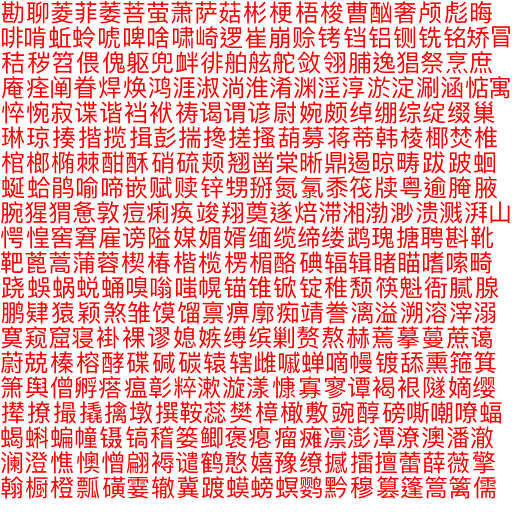 勘聊菱菲萎菩萤萧萨菇彬梗梧梭曹酗奢颅彪晦
啡啃蚯蛉唬啤啥啸崎逻崔崩赊铐铛铝铡铣铭矫冒
秸秽笤偎傀躯兜衅徘舶舷舵敛翎脯逸猖祭烹庶
庵痊阐眷焊焕鸿涯淑淌淮淆渊淫淳淤淀涮涵惦寓
悴惋寂谍谐裆袱祷谒谓谚尉婉颇绰绷综绽缀巢
琳琼揍揩揽揖彭揣搀搓搔葫募蒋蒂韩棱椰焚椎
棺榔椭棘酣酥硝硫颊翘凿棠晰鼎遏晾畴跋跛蛔
蜒蛤鹃喻啼嵌赋赎锌甥掰氮氯黍筏牍粤逾腌腋
腕猩猬惫敦痘痢痪竣翔奠遂焙滞湘渤渺溃溅湃山
愕惶窖窘雇谤隘媒媚婿缅缆缔缕鹉瑰搪聘斟靴
靶蓖蒿蒲蓉楔椿楷榄楞楣酪碘辐辑睹瞄嗜嗦畸
跷蜈蜗蜕蛹嗅嗡嗤幌锚锥锨锭稚颓筷魁衙腻腺
鹏肄猿颖煞雏馍馏禀痹廓痴靖誊漓溢溯溶滓溺
寞窥窟寝褂裸谬媳嫉缚缤剿赘熬赫蔫摹蔓蔗蔼
蔚兢榛榕酵碟碱碳辕辖雌嘁蝉嘀幔镀舔熏箍箕
箫舆僧孵瘩瘟彰粹漱漩漾慷寡寥谭褐褪隧嫡缨
撵撩撮撬擒墩撰鞍蕊樊樟橄敷豌醇磅嘶嘲嘹蝠
蝎蝌蝙幢镊镐稽篓鲫褒瘪瘤瘫凛澎潭潦澳潘澈
澜澄憔懊憎翩褥谴鹤憨嬉豫缭撼擂擅蕾薛薇擎
翰橱橙瓢磺霎辙冀踱蟆螃螟鹦黔穆篡篷篙篱儒